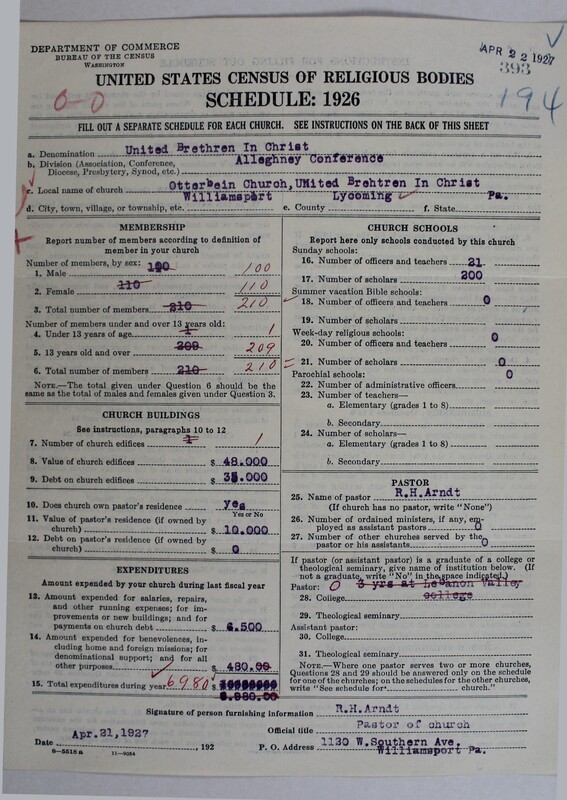 DEPARTMENT OF COMMERCE
BUREAU OF THE CENSUS
WASHINGTON
APR 22 1927
393
194
0-0
UNITED STATES CENSUS OF RELIGIOUS BODIES
SCHEDULE: 1926
FILL OUT A SEPARATE SCHEDULE FOR EACH CHURCH. SEE INSTRUCTIONS ON THE BACK OF THIS SHEET
a. Denomination United Brethren In Christ
b. Division (Association, Conference, Diocese, Presbytery, Synod, etc.) Alleghney Conference
c. Local name of church Otterbein Church, UNited Brehtren In Christ
d. City, town, village, or township, etc. Williamsport e. County Lycoming f. State Pa.
MEMBERSHIP
Report number of members according to definition of
member in your church
Number of members, by sex:
1. Male 100 100
2. Female 110 110
3. Total number of members 210 210
Number of members under and over 13 years old:
4. Under 13 years of age 1 1
5. 13 years old and over 209 209
6. Total number of members 210 210
NOTE.—The total given under Question 6 should be the
same as the total of males and females given under Question 3.
CHURCH BUILDINGS
See instructions, paragraphs 10 to 12
7. Number of church edifices 1 1
8. Value of church edifices $ 48.000
9. Debt on church edifices $ .000
10. Does church own pastor's residence yes
Yes or No
11. Value of pastor's residence (if owned by
church) $ 10.000
12. Debt on pastor's residence (if owned by
church) $ 0
EXPENDITURES
Amount expended by your church during last fiscal year
13. Amount expended for salaries, repairs,
and other running expenses; for im-
provements or new buildings; and for
payments on church debt $ 6.500
14. Amount expended for benevolences, in-
cluding home and foreign missions; for
denominational support; and for all
other purposes $ 480.00
15. Total expenditures during year 6980 $
6.980.00
CHURCH SCHOOLS
Report here only schools conducted by this church
Sunday schools:
16. Number of officers and teachers 21
17. Number of scholars 200
Summer vacation Bible schools:
18. Number of officers and teachers 0
19. Number of scholars
Week-day religious schools:
20. Number of officers and teachers 0
21. Number of scholars 0
Parochial schools: 0
22. Number of administrative officers
23. Number of teachers—
a. Elementary (grades 1 to 8)
b. Secondary
24. Number of scholars—
a. Elementary (grades 1 to 8)
b. Secondary
PASTOR
25. Name of pastor R.H.Arndt
(If church has no pastor, write "None")
26. Number of ordained ministers, if any, em-
ployed as assistant pastors 0
27. Number of other churches served by the
pastor or his assistants 0
If pastor (or assistant pastor) is a graduate of a college or
theological seminary, give name of institution below. (If
not a graduate, write "No" in the space indicated.)
Pastor: 0 3 yrs at Lebanon Valley
28. College college
29. Theological seminary
Assistant pastor:
30. College
31. Theological seminary
NOTE.—Where one pastor serves two or more churches,
Questions 28 and 29 should be answered only on the schedule
for one of the churches; on the schedules for the other churches,
write "See schedule for church."
Signature of person furnishing information R.H.Arndt
Official title Pastor of church
Date Apr.21,1927, 192
P. O. Address 1130 W.Southern Ave,
Williamsport Pa.
6—5518a 11—9084